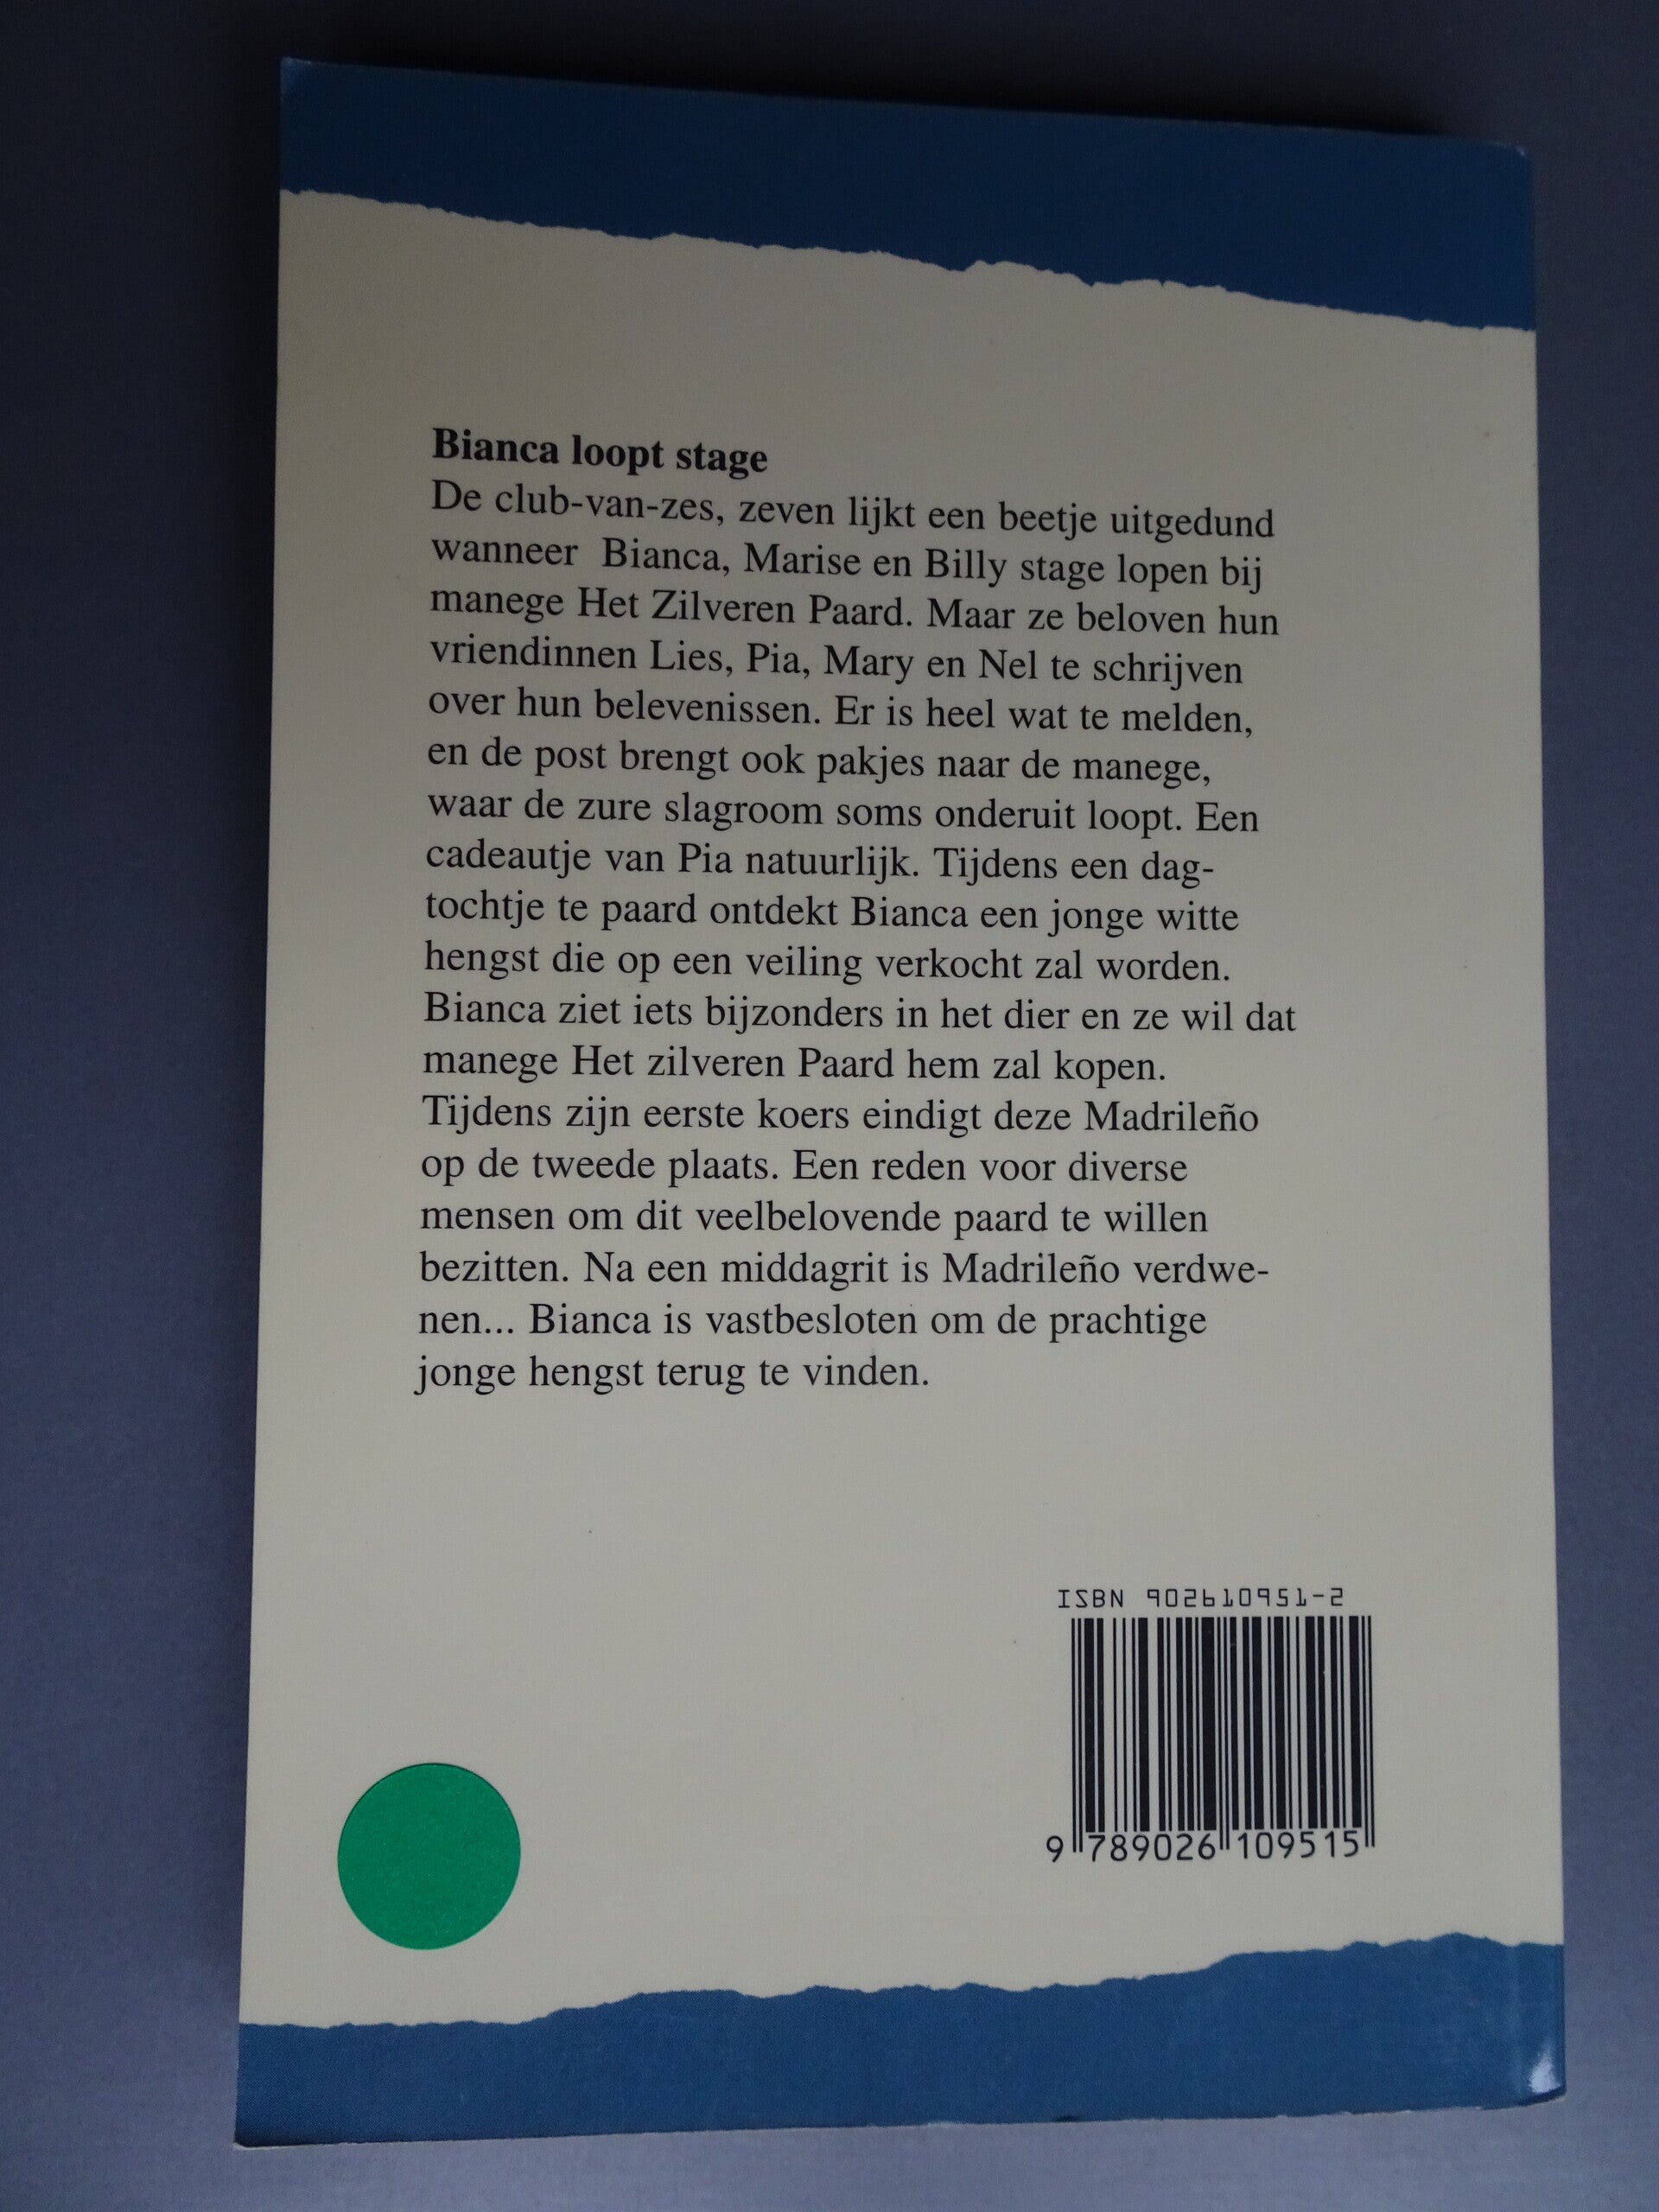 Bianca loopt stage
De club-van-zes, zeven lijkt een beetje uitgedund
wanneer Bianca, Marise en Billy stage lopen bij
manege Het Zilveren Paard. Maar ze beloven hun
vriendinnen Lies, Pia, Mary en Nel te schrijven
over hun belevenissen. Er is heel wat te melden,
en de post brengt ook pakjes naar de manege,
waar de zure slagroom soms onderuit loopt. Een
cadeautje van Pia natuurlijk. Tijdens een dag-
tochtje te paard ontdekt Bianca een jonge witte
hengst die op een veiling verkocht zal worden.
Bianca ziet iets bijzonders in het dier en ze wil dat
manege Het zilveren Paard hem zal kopen.
Tijdens zijn eerste koers eindigt deze Madrileño
op de tweede plaats. Een reden voor diverse
mensen om dit veelbelovende paard te willen
bezitten. Na een middagrit is Madrileño verdwe-
nen... Bianca is vastbesloten om de prachtige
jonge hengst terug te vinden.
ISBN 902610951-2
9 789026 109515